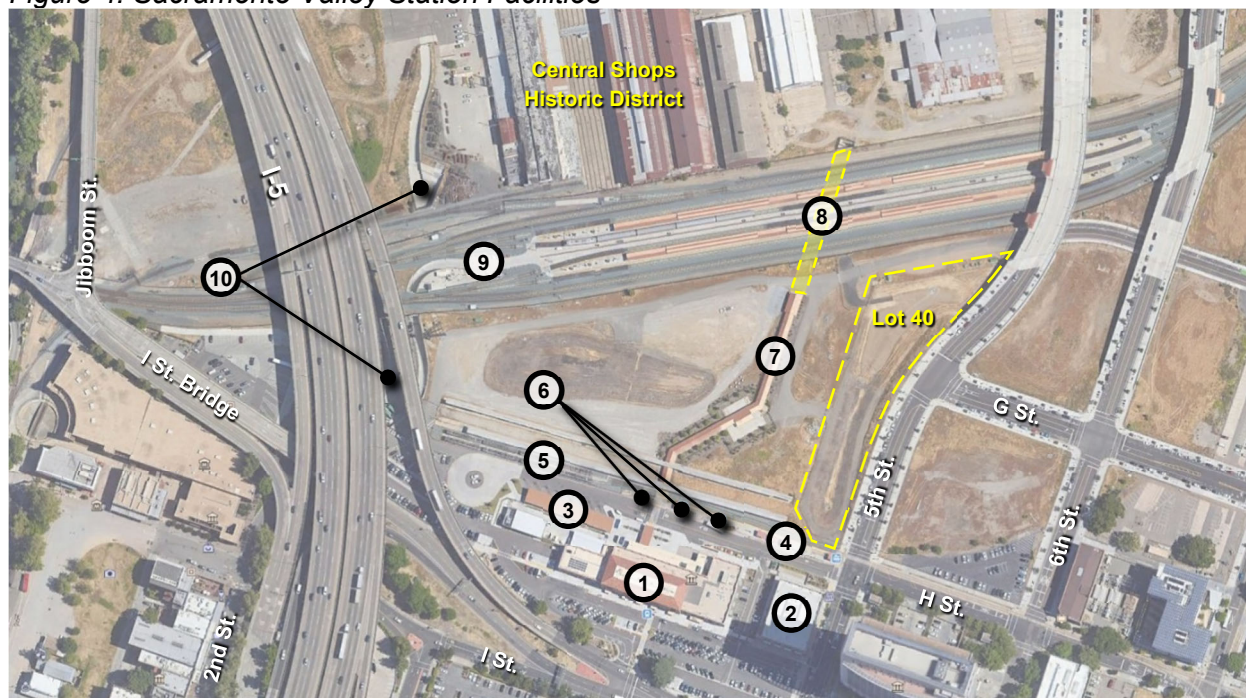 Figure 4. Sacramento Valley Station Facilities
Central Shops
Historic District
I-5
Jibboom St.
8
9
10
Lot 40
7
I St. Bridge
6
G St.
5
5th St.
3
4
6th St.
1
2
H St.
2nd St.
I St.